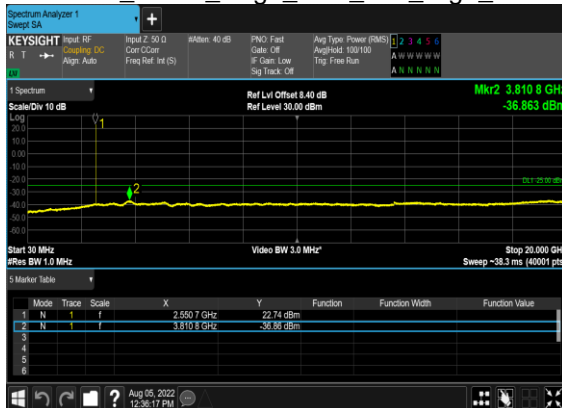 Spectrum Analyzer 1
Swept SA
+
KEYSIGHT Input: RF Input Z: 50 Ω #Atten: 40 dB PNO: Fast Avg Type: Power (RMS) 1 2 3 4 5 6
R T Coupling: DC Corr CCorr Gate: Off Avg|Hold: 100/100 A W W W W W
Align: Auto Freq Ref: Int (S) IF Gain: Low Trig: Free Run
Sig Track: Off A N N N N N
1 Spectrum Ref Lvl Offset 8.40 dB Mkr2 3.810 8 GHz
Scale/Div 10 dB Ref Level 30.00 dBm -36.863 dBm
Log
1
20.0
10.0
0.00
-10.0
-20.0
DL1 -25.00 dBm
2
-30.0
-40.0
-50.0
-60.0
Start 30 MHz Video BW 3.0 MHz* Stop 20.000 GHz
#Res BW 1.0 MHz Sweep ~38.3 ms (40001 pts)
5 Marker Table
Mode Trace Scale X Y Function Function Width Function Value
1 N 1 f 2.550 7 GHz 22.74 dBm
2 N 1 f 3.810 8 GHz -36.86 dBm
3
4
5
6
? Aug 05, 2022
12:36:17 PM